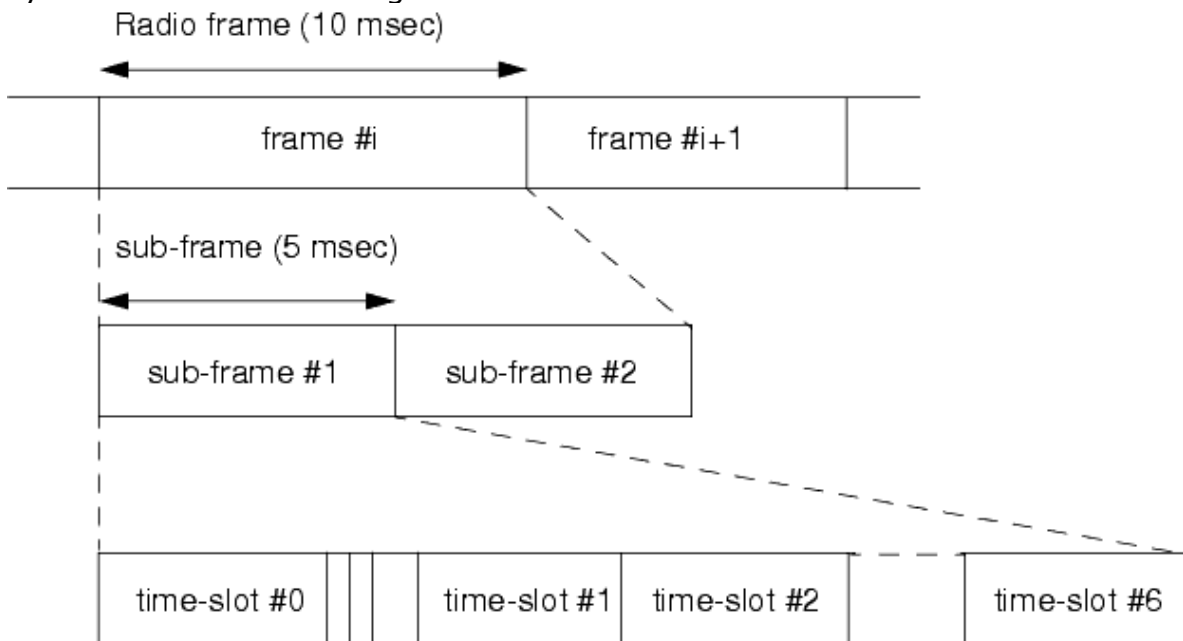 Radio frame (10 msec)
frame #i
frame #i+1
sub-frame (5 msec)
sub-frame #1
sub-frame #2
time-slot #0
time-slot #1
time-slot #2
time-slot #6